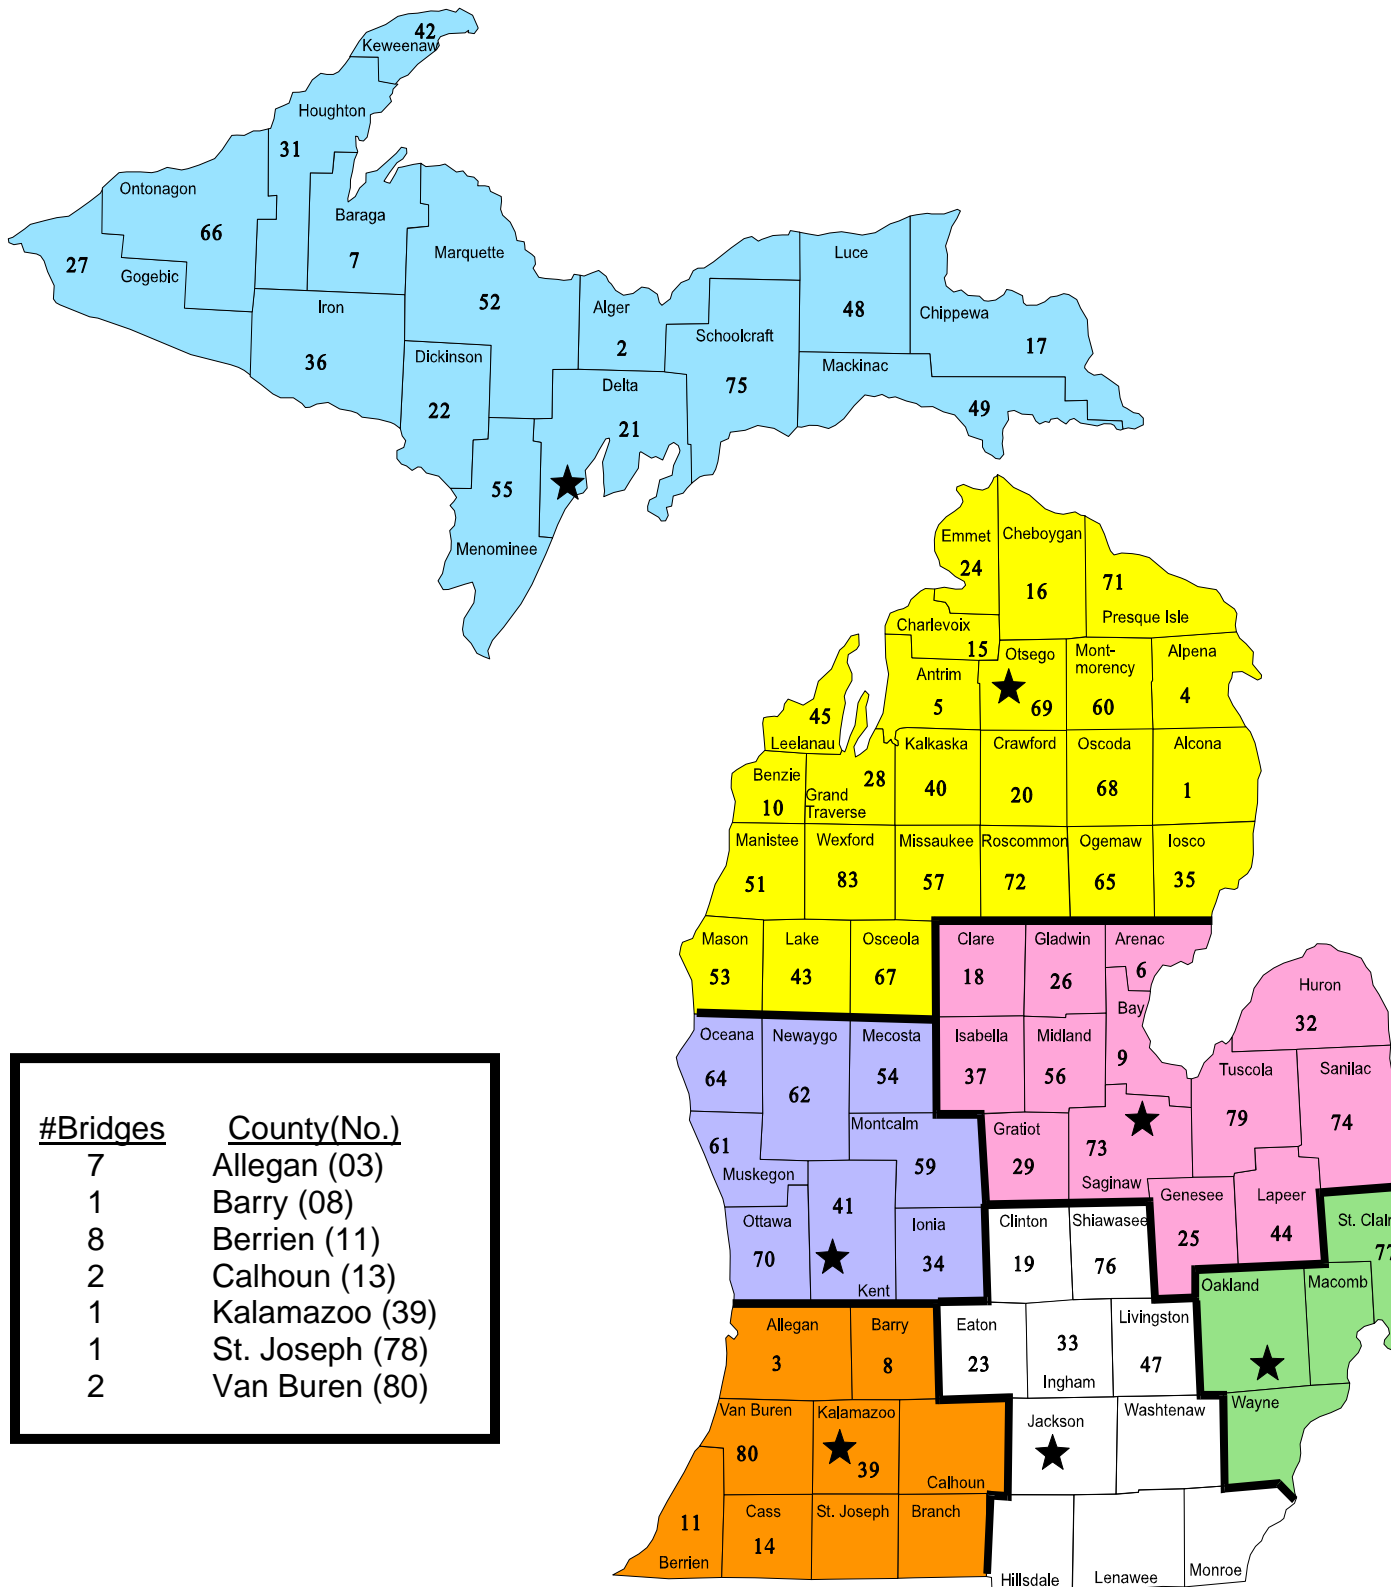 42
Keweenaw
Houghton
31
Ontonagon
66
Baraga
7
27
Gogebic
Marquette
52
Iron
36
Alger
2
Luce
48
Chippewa
17
Schoolcraft
75
Dickinson
22
Delta
21
Mackinac
49
55
Menominee
Emmet
24
Cheboygan
16
71
Presque Isle
Charlevoix
15
Otsego
69
Mont-
morency
60
Alpena
4
Antrim
5
45
Leelanau
Benzie
10
28
Grand
Traverse
Kalkaska
40
Crawford
20
Oscoda
68
Alcona
1
Manistee
51
Wexford
83
Missaukee
57
Roscommon
72
Ogemaw
65
Iosco
35
Mason
53
Lake
43
Osceola
67
Clare
18
Gladwin
26
Arenac
6
Huron
32
Oceana
64
Newaygo
62
Mecosta
54
Isabella
37
Midland
56
Bay
9
Tuscola
79
Sanilac
74
61
Muskegon
Montcalm
59
Gratiot
29
73
Saginaw
Genesee
25
Lapeer
44
St. Clair
77
Ottawa
70
41
Kent
Ionia
34
Clinton
19
Shiawasee
76
Oakland
Macomb
Allegan
3
Barry
8
Eaton
23
33
Ingham
Livingston
47
Wayne
Van Buren
80
Kalamazoo
39
Calhoun
Jackson
Washtenaw
11
Berrien
Cass
14
St. Joseph
Branch
Hillsdale
Lenawee
Monroe
#Bridges County(No.)
7 Allegan (03)
1 Barry (08)
8 Berrien (11)
2 Calhoun (13)
1 Kalamazoo (39)
1 St. Joseph (78)
2 Van Buren (80)